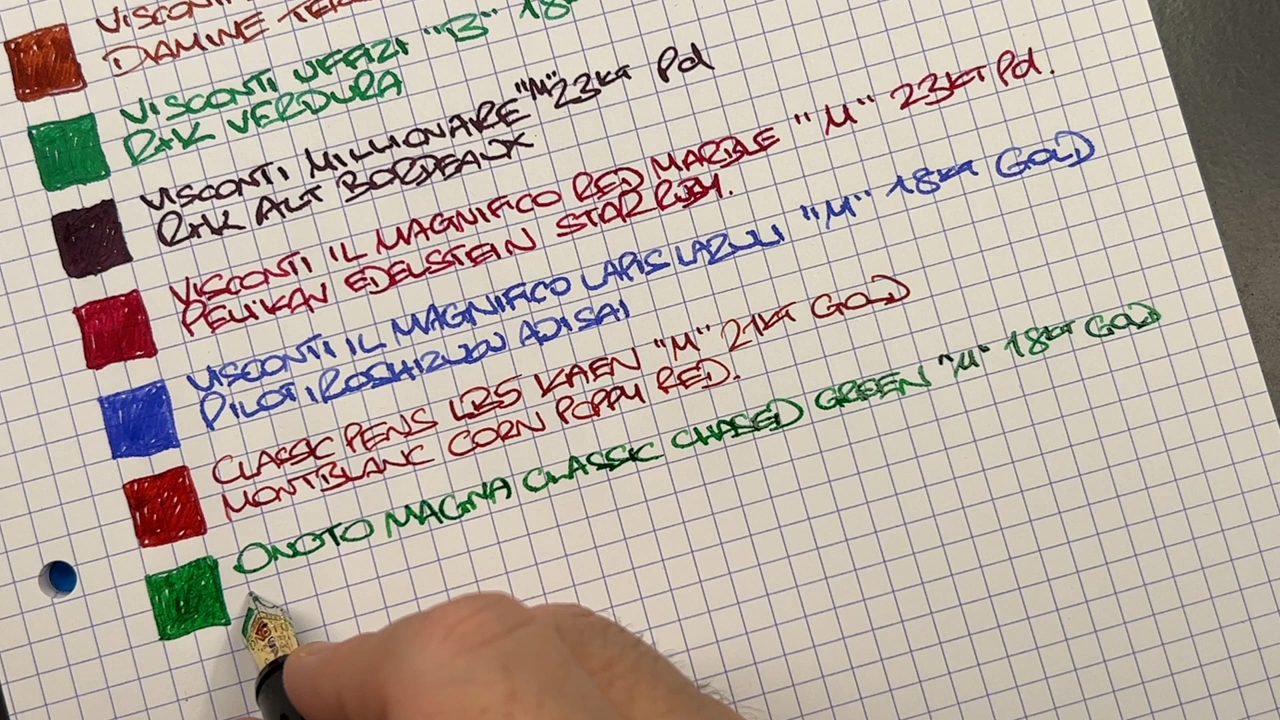 VISCONTI
DIAMINE
VISCONTI UFFIZI "B" 18
R+K VERDURA
VISCONTI MILLIONAIRE "M" 23KT Pd
R+K ALT BORDEAUX
VISCONTI IL MAGNIFICO RED MARBLE "M" 23KT Pd.
PELIKAN EDELSTEIN STAR RUBY.
VISCONTI IL MAGNIFICO LAPIS LAZULI "M" 18KT GOLD
PILOT IROSHIZUKU AJISAI
CLASSIC PENS LB5 KAEN "M" 21KT GOLD
MONTBLANC CORN POPPY RED.
ONOTO MAGNA CLASSIC CHASED GREEN "M" 18KT GOLD